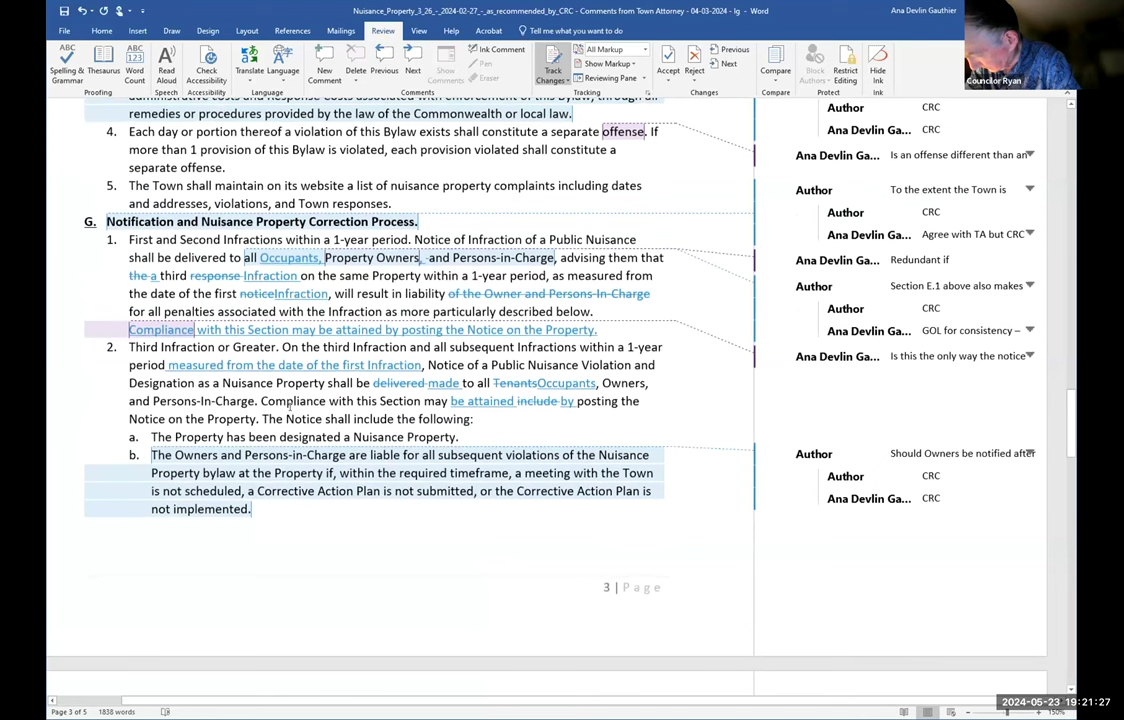 Nuisance_Property_3_26_-_2024-02-27_-_as_recommended_by_CRC - Comments from Town Attorney - 04-03-2024 - lg - Word
Ana Devlin Gauthier
File Home Insert Draw Design Layout References Mailings Review View Help Acrobat Tell me what you want to do
Spelling & Grammar
Thesaurus
Word Count
Read Aloud
Check Accessibility
Translate
Language
New Comment
Delete
Previous
Next
Show Comments
Ink Comment
Pen
Eraser
Track Changes
All Markup
Show Markup
Reviewing Pane
Accept
Reject
Previous
Next
Compare
Block Authors
Restrict Editing
Hide Ink
Proofing Speech Accessibility Language Comments Tracking Changes Compare Protect Ink
Councilor Ryan
administrative costs and Response Costs associated with enforcement of this Bylaw, through all
remedies or procedures provided by the law of the Commonwealth or local law.
4. Each day or portion thereof a violation of this Bylaw exists shall constitute a separate offense. If
more than 1 provision of this Bylaw is violated, each provision violated shall constitute a
separate offense.
5. The Town shall maintain on its website a list of nuisance property complaints including dates
and addresses, violations, and Town responses.
G. Notification and Nuisance Property Correction Process.
1. First and Second Infractions within a 1-year period. Notice of Infraction of a Public Nuisance
shall be delivered to all Occupants, Property Owners, and Persons-in-Charge, advising them that
the a third response Infraction on the same Property within a 1-year period, as measured from
the date of the first noticeInfraction, will result in liability of the Owner and Persons-In-Charge
for all penalties associated with the Infraction as more particularly described below.
Compliance with this Section may be attained by posting the Notice on the Property.
2. Third Infraction or Greater. On the third Infraction and all subsequent Infractions within a 1-year
period measured from the date of the first Infraction, Notice of a Public Nuisance Violation and
Designation as a Nuisance Property shall be delivered made to all TenantsOccupants, Owners,
and Persons-In-Charge. Compliance with this Section may be attained include by posting the
Notice on the Property. The Notice shall include the following:
a. The Property has been designated a Nuisance Property.
b. The Owners and Persons-in-Charge are liable for all subsequent violations of the Nuisance
Property bylaw at the Property if, within the required timeframe, a meeting with the Town
is not scheduled, a Corrective Action Plan is not submitted, or the Corrective Action Plan is
not implemented.
3 | Page
Author CRC
Ana Devlin Ga... CRC
Ana Devlin Ga... Is an offense different than an
Author To the extent the Town is
Author CRC
Ana Devlin Ga... Agree with TA but CRC
Ana Devlin Ga... Redundant if
Author Section E.1 above also makes
Author CRC
Ana Devlin Ga... GOL for consistency –
Ana Devlin Ga... Is this the only way the notice
Author Should Owners be notified after
Author CRC
Ana Devlin Ga... CRC
2024-05-23 19:21:27
Page 3 of 5 1838 words
150%